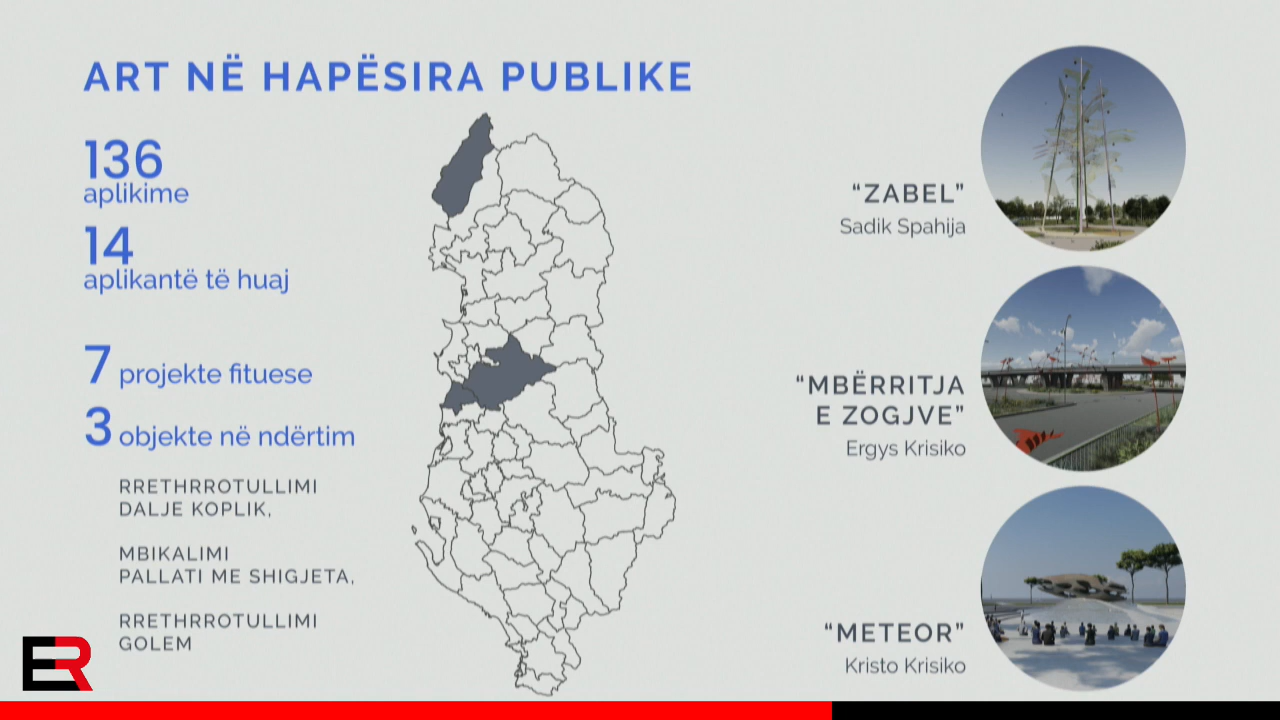 ART NË HAPËSIRA PUBLIKE
136
aplikime
14
aplikantë të huaj
7 projekte fituese
3 objekte në ndërtim
RRETHRROTULLIMI
DALJE KOPLIK,
MBIKALIMI
PALLATI ME SHIGJETA,
RRETHRROTULLIMI
GOLEM
“ZABEL”
Sadik Spahija
“MBËRRITJA
E ZOGJVE”
Ergys Krisiko
“METEOR”
Kristo Krisiko
ER